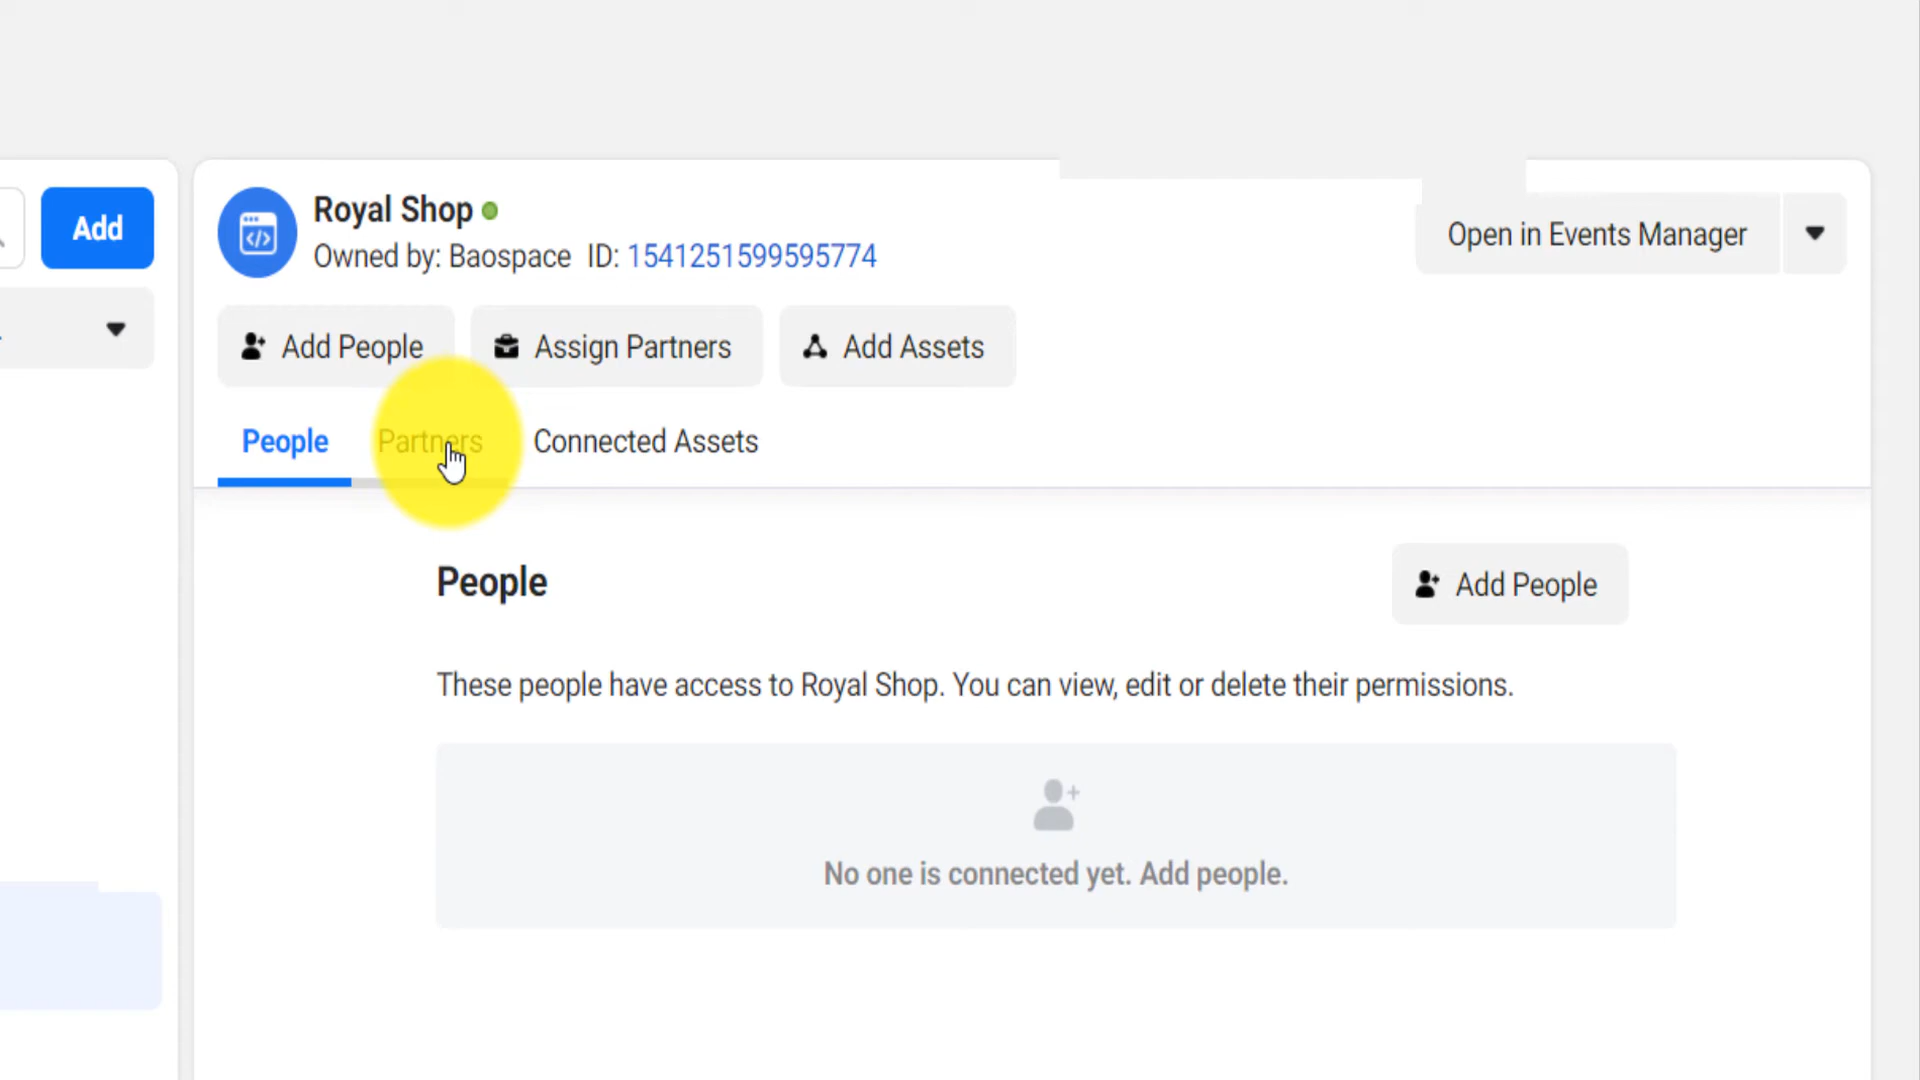 Add
Royal Shop
Owned by: Baospace ID: 1541251599595774
Open in Events Manager
Add People
Assign Partners
Add Assets
People
Partners
Connected Assets
People
Add People
These people have access to Royal Shop. You can view, edit or delete their permissions.
No one is connected yet. Add people.